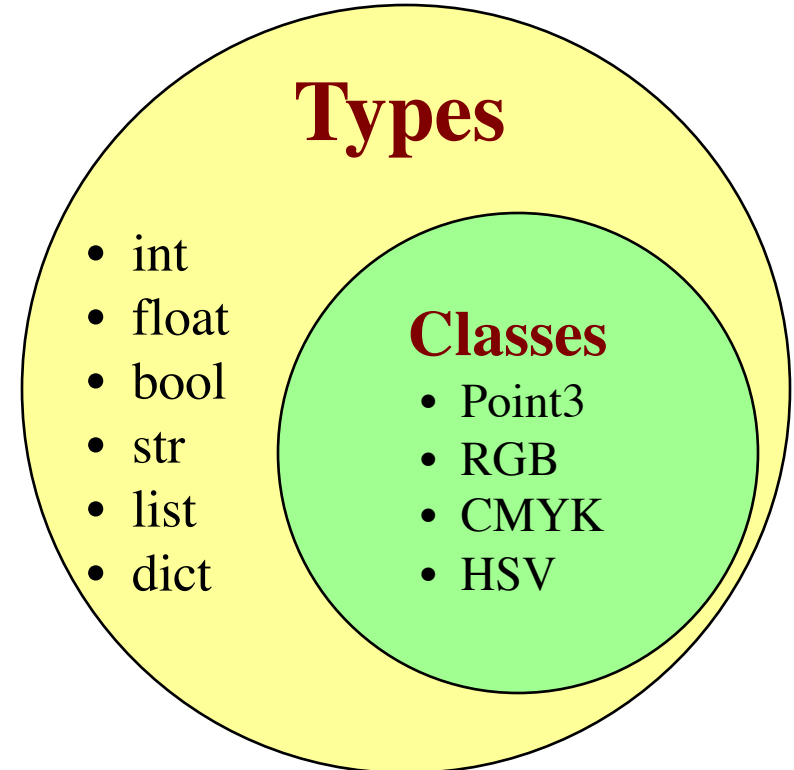 Types
• int
• float
• bool
• str
• list
• dict
Classes
• Point3
• RGB
• CMYK
• HSV